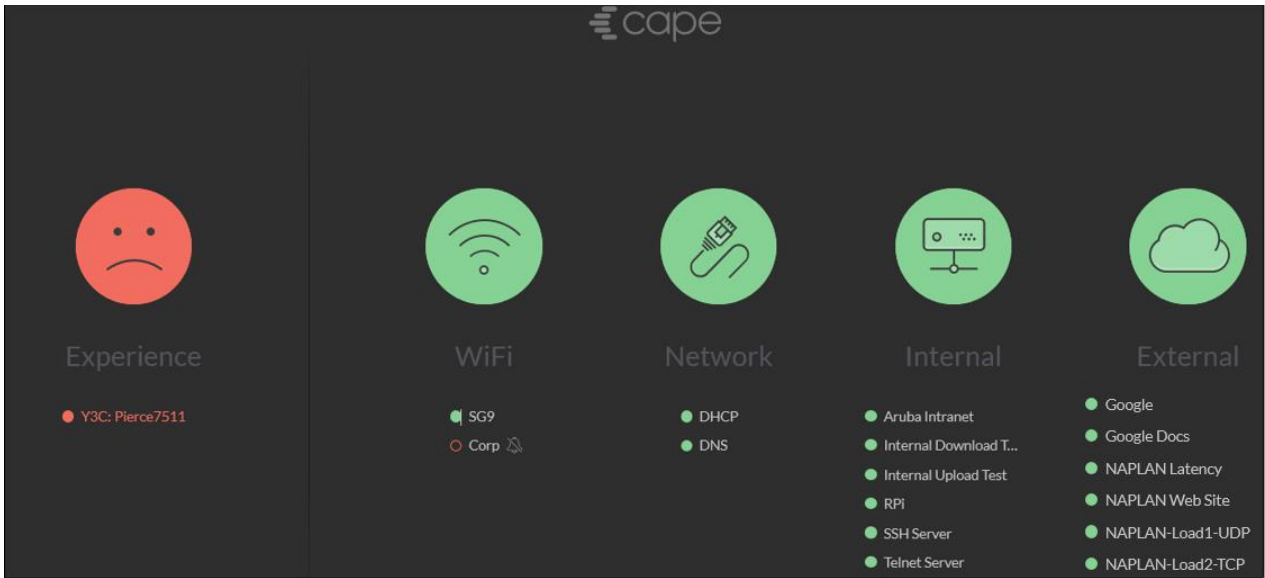 cape
Experience
Y3C: Pierce7511
WiFi
SG9
Corp
Network
DHCP
DNS
Internal
Aruba Intranet
Internal Download T...
Internal Upload Test
RPi
SSH Server
Telnet Server
External
Google
Google Docs
NAPLAN Latency
NAPLAN Web Site
NAPLAN-Load1-UDP
NAPLAN-Load2-TCP